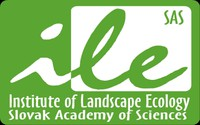 SAS
ile
Institute of Landscape Ecology
Slovak Academy of Sciences